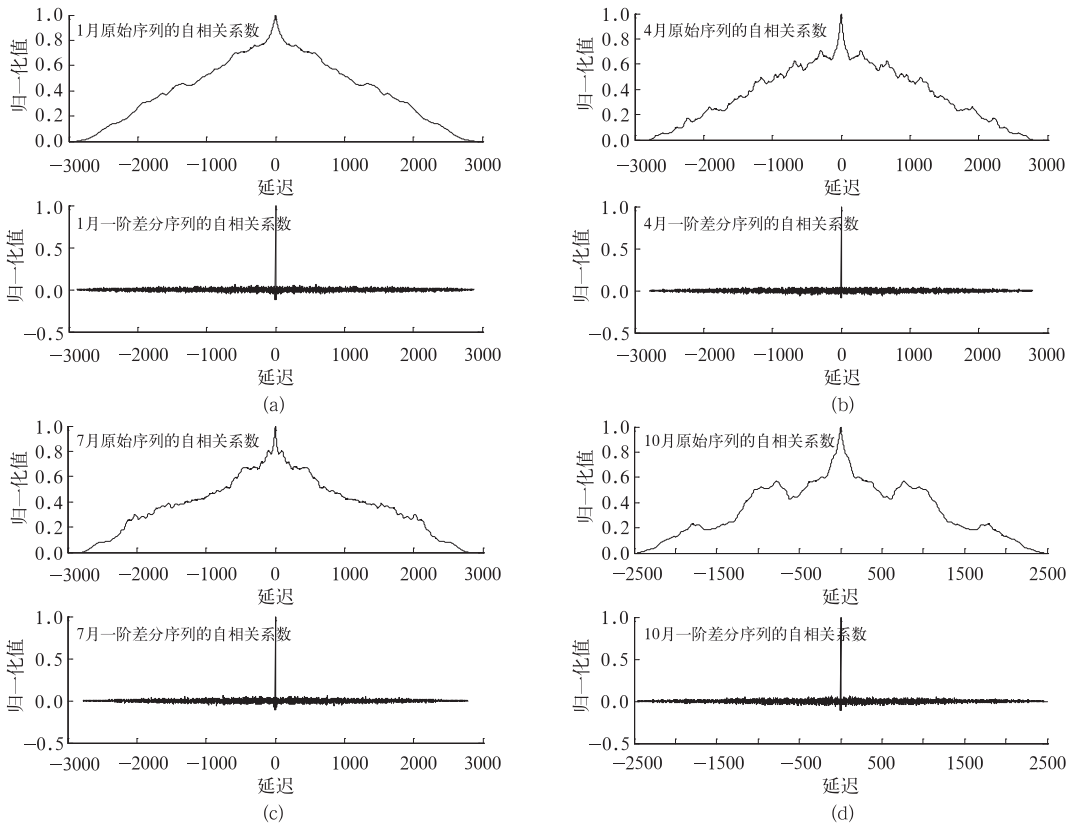 1月原始序列的自相关系数
归一化值
1.0
0.8
0.6
0.4
0.2
0.0
−3000 −2000 −1000 0 1000 2000 3000
延迟
1月一阶差分序列的自相关系数
归一化值
1.0
0.5
0.0
−0.5
−3000 −2000 −1000 0 1000 2000 3000
延迟
(a)
4月原始序列的自相关系数
归一化值
1.0
0.8
0.6
0.4
0.2
0.0
−3000 −2000 −1000 0 1000 2000 3000
延迟
4月一阶差分序列的自相关系数
归一化值
1.0
0.5
0.0
−0.5
−3000 −2000 −1000 0 1000 2000 3000
延迟
(b)
7月原始序列的自相关系数
归一化值
1.0
0.8
0.6
0.4
0.2
0.0
−3000 −2000 −1000 0 1000 2000 3000
延迟
7月一阶差分序列的自相关系数
归一化值
1.0
0.5
0.0
−0.5
−3000 −2000 −1000 0 1000 2000 3000
延迟
(c)
10月原始序列的自相关系数
归一化值
1.0
0.8
0.6
0.4
0.2
0.0
−2500 −1500 −500 500 1500 2500
延迟
10月一阶差分序列的自相关系数
归一化值
1.0
0.5
0.0
−0.5
−2500 −1500 −500 500 1500 2500
延迟
(d)